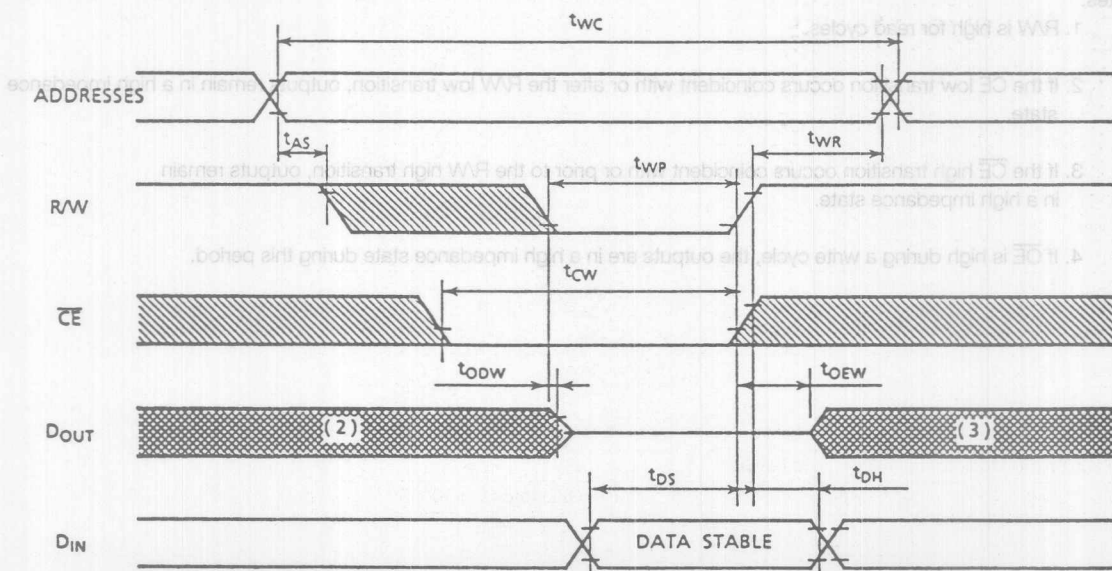 tWC
1. R/W is high for read cycles.
ADDRESSES
2. If the CE low transition occurs coincident with or after the R/W low transition, outputs remain in a high impedance
state.
tAS
tWR
tWP
3. If the C̅E̅ high transition occurs coincident with or prior to the R/W high transition, outputs remain
in a high impedance state.
R/W
4. If O̅E̅ is high during a write cycle, the outputs are in a high impedance state during this period.
tCW
C̅E̅
tODW
tOEW
DOUT
(2)
(3)
tDS
tDH
DIN
DATA STABLE